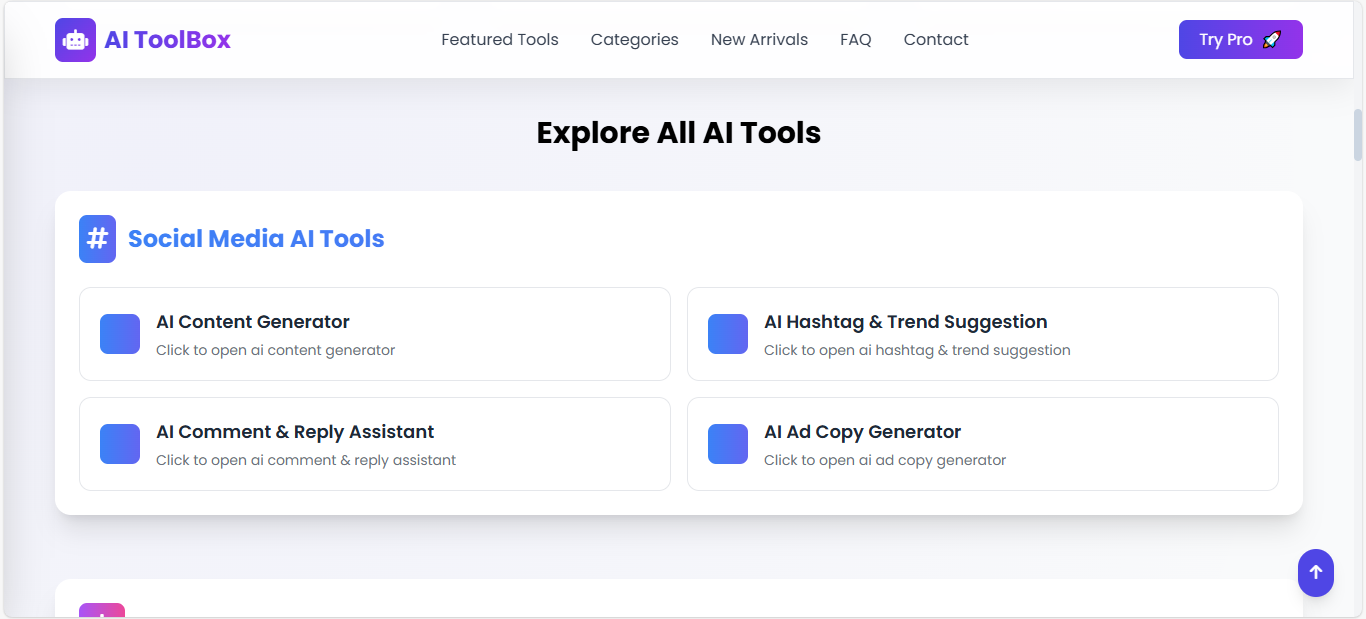 AI ToolBox
Featured Tools
Categories
New Arrivals
FAQ
Contact
Try Pro 🚀
Explore All AI Tools
# Social Media AI Tools
AI Content Generator
Click to open ai content generator
AI Hashtag & Trend Suggestion
Click to open ai hashtag & trend suggestion
AI Comment & Reply Assistant
Click to open ai comment & reply assistant
AI Ad Copy Generator
Click to open ai ad copy generator